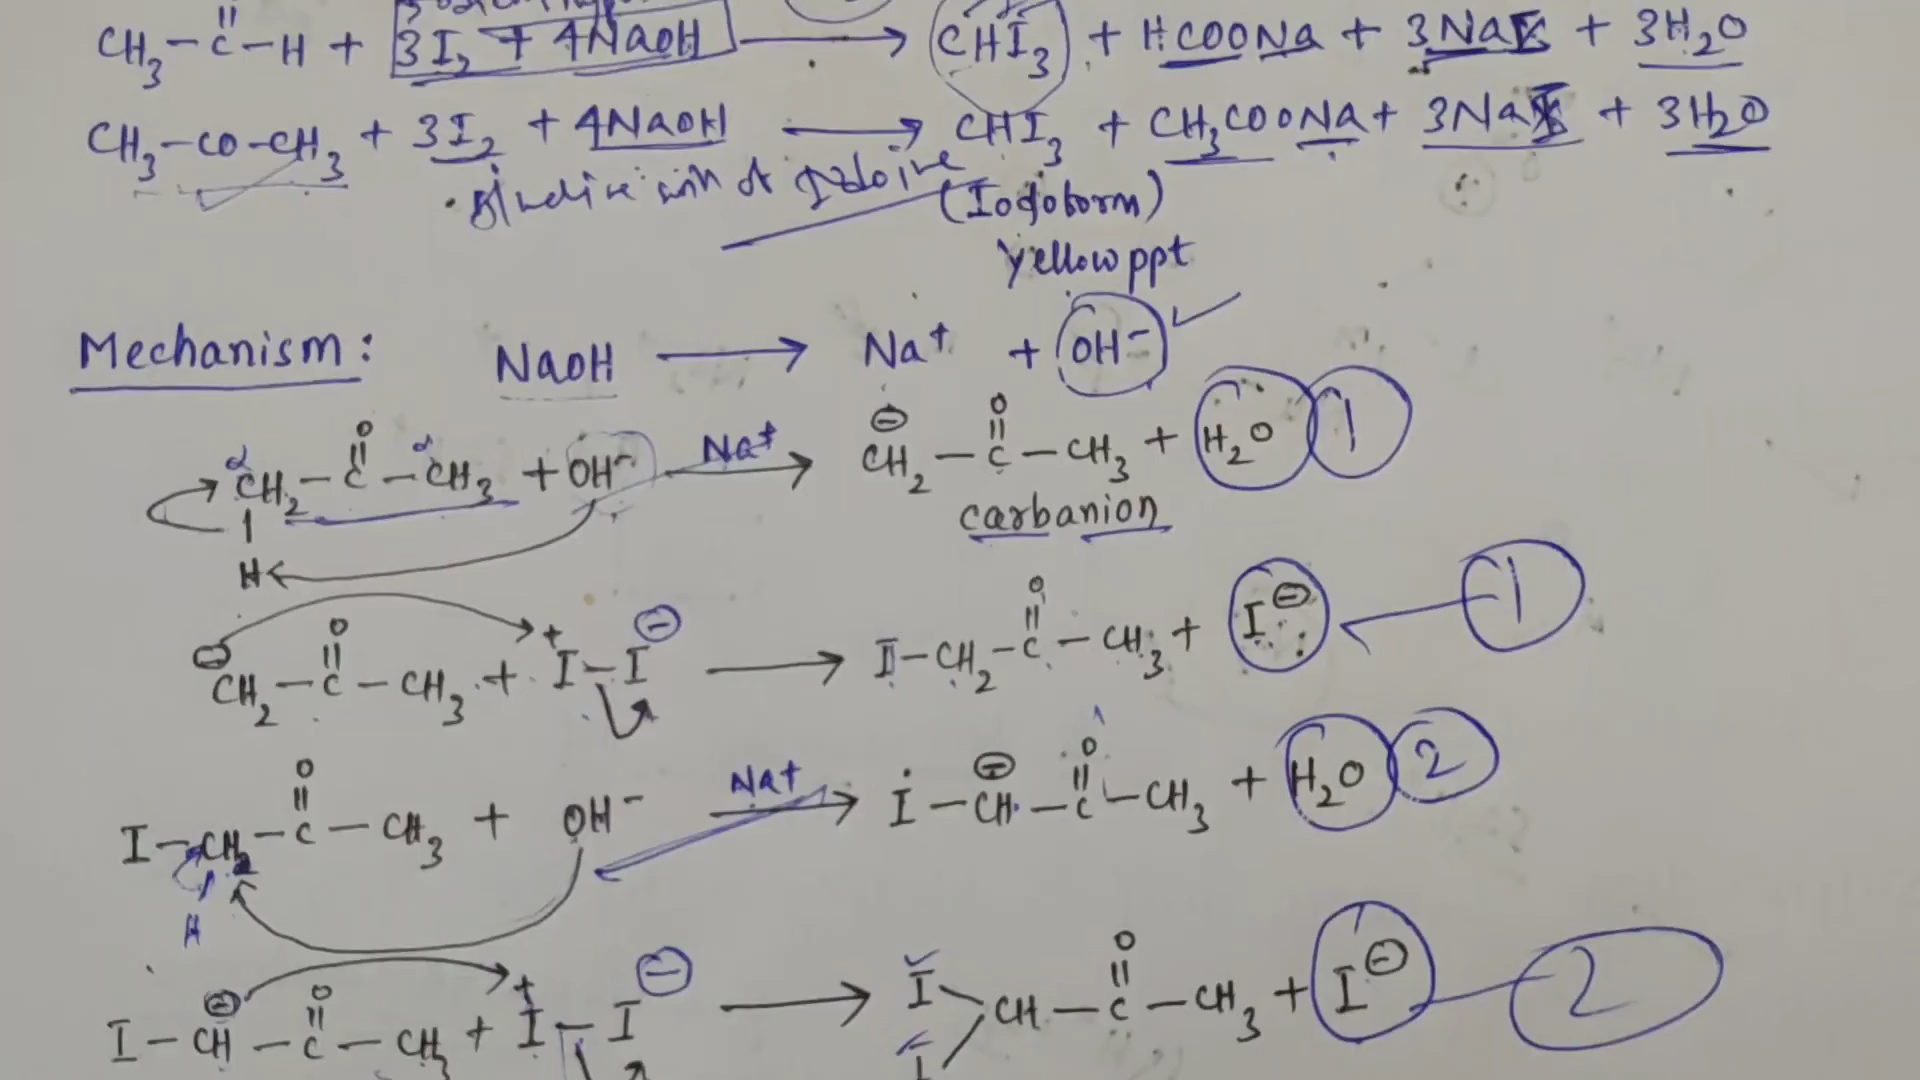 O
CH₃-C-H + 3I₂ + 4NaOH → CHI₃ + HCOONa + 3NaI + 3H₂O
CH₃-CO-CH₃ + 3I₂ + 4NaOH → CHI₃ + CH₃COONa + 3NaI + 3H₂O
(Iodoform)
Yellow ppt
Mechanism: NaOH → Na⁺ + OH⁻
α O α Na⁺ ⊖ O
CH₂-C-CH₃ + OH⁻ → CH₂-C-CH₃ + H₂O 1
H carbanion
⊖ O + ⊖ O ⊖
CH₂-C-CH₃ + I-I → I-CH₂-C-CH₃ + I 1
O Na⁺ ⊖ O
I-CH₂-C-CH₃ + OH⁻ → I-CH-C-CH₃ + H₂O 2
H
⊖ O + ⊖ O ⊖
I-CH-C-CH₃ + I-I → I-CH-C-CH₃ + I 2
I